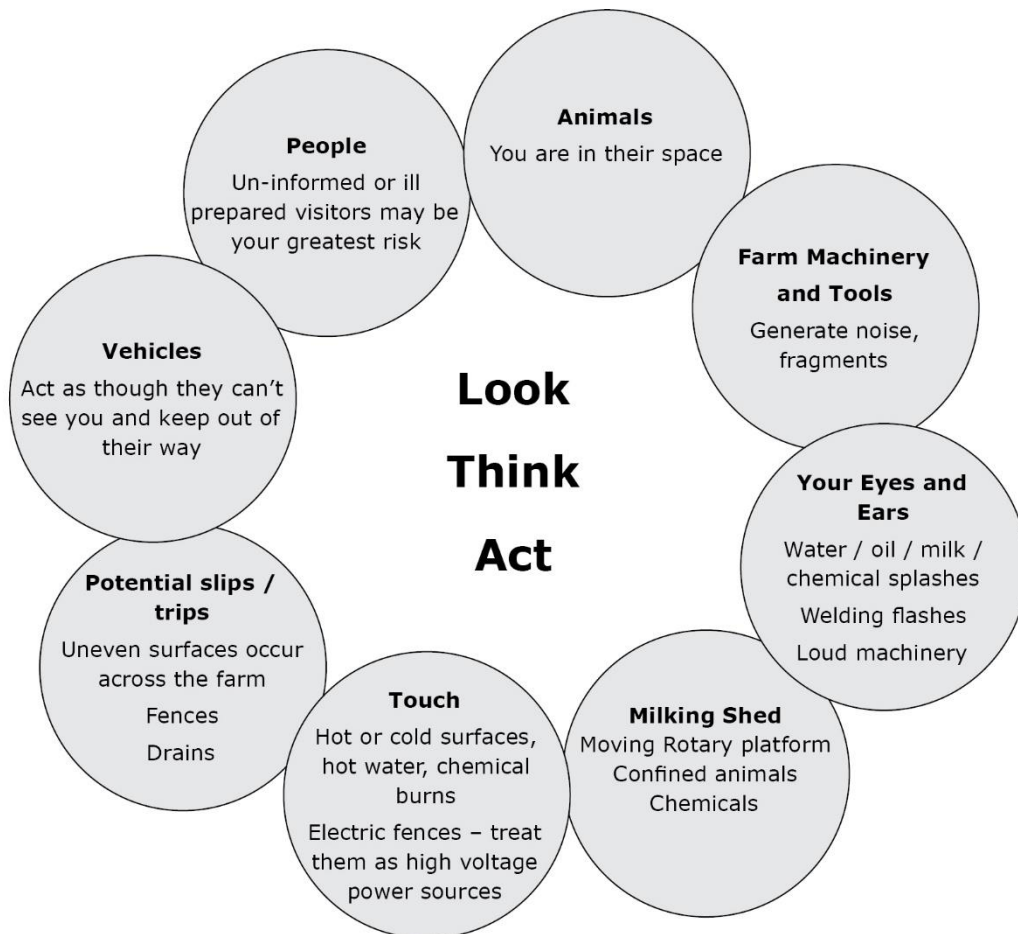 People
Un-informed or ill
prepared visitors may be
your greatest risk
Animals
You are in their space
Farm Machinery
and Tools
Generate noise,
fragments
Your Eyes and
Ears
Water / oil / milk /
chemical splashes
Welding flashes
Loud machinery
Milking Shed
Moving Rotary platform
Confined animals
Chemicals
Touch
Hot or cold surfaces,
hot water, chemical
burns
Electric fences – treat
them as high voltage
power sources
Potential slips /
trips
Uneven surfaces occur
across the farm
Fences
Drains
Vehicles
Act as though they can’t
see you and keep out of
their way
Look
Think
Act